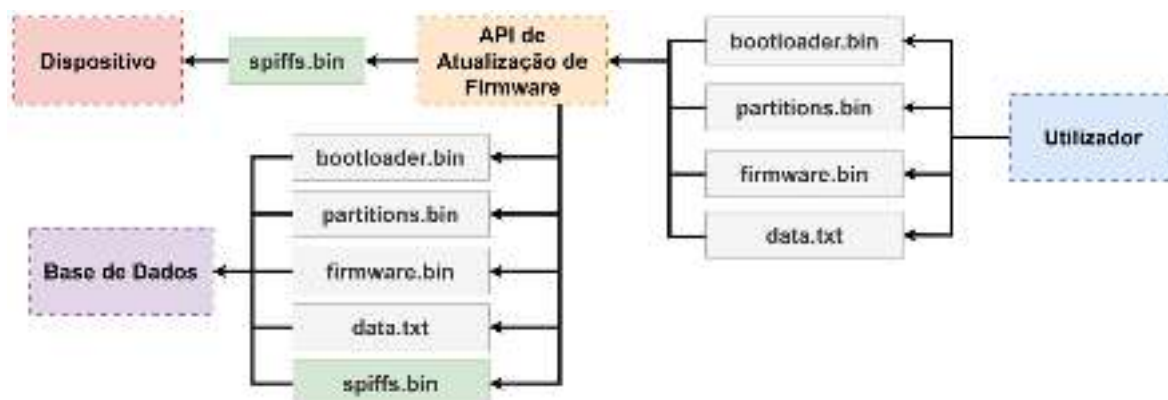 Dispositivo
spiffs.bin
API de
Atualização de
Firmware
bootloader.bin
partitions.bin
firmware.bin
data.txt
Utilizador
bootloader.bin
partitions.bin
firmware.bin
data.txt
spiffs.bin
Base de Dados